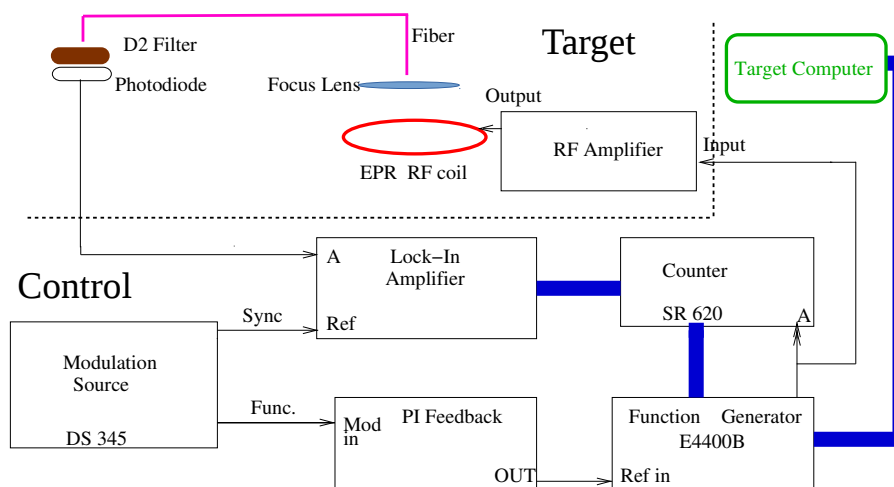 D2 Filter
Photodiode
Fiber
Focus Lens
Target
Output
EPR RF coil
RF Amplifier
Input
Target Computer
Control
A
Lock−In
Amplifier
Ref
Counter
SR 620
A
Sync
Modulation
Source
DS 345
Func.
Mod
in
PI Feedback
OUT
Function Generator
E4400B
Ref in